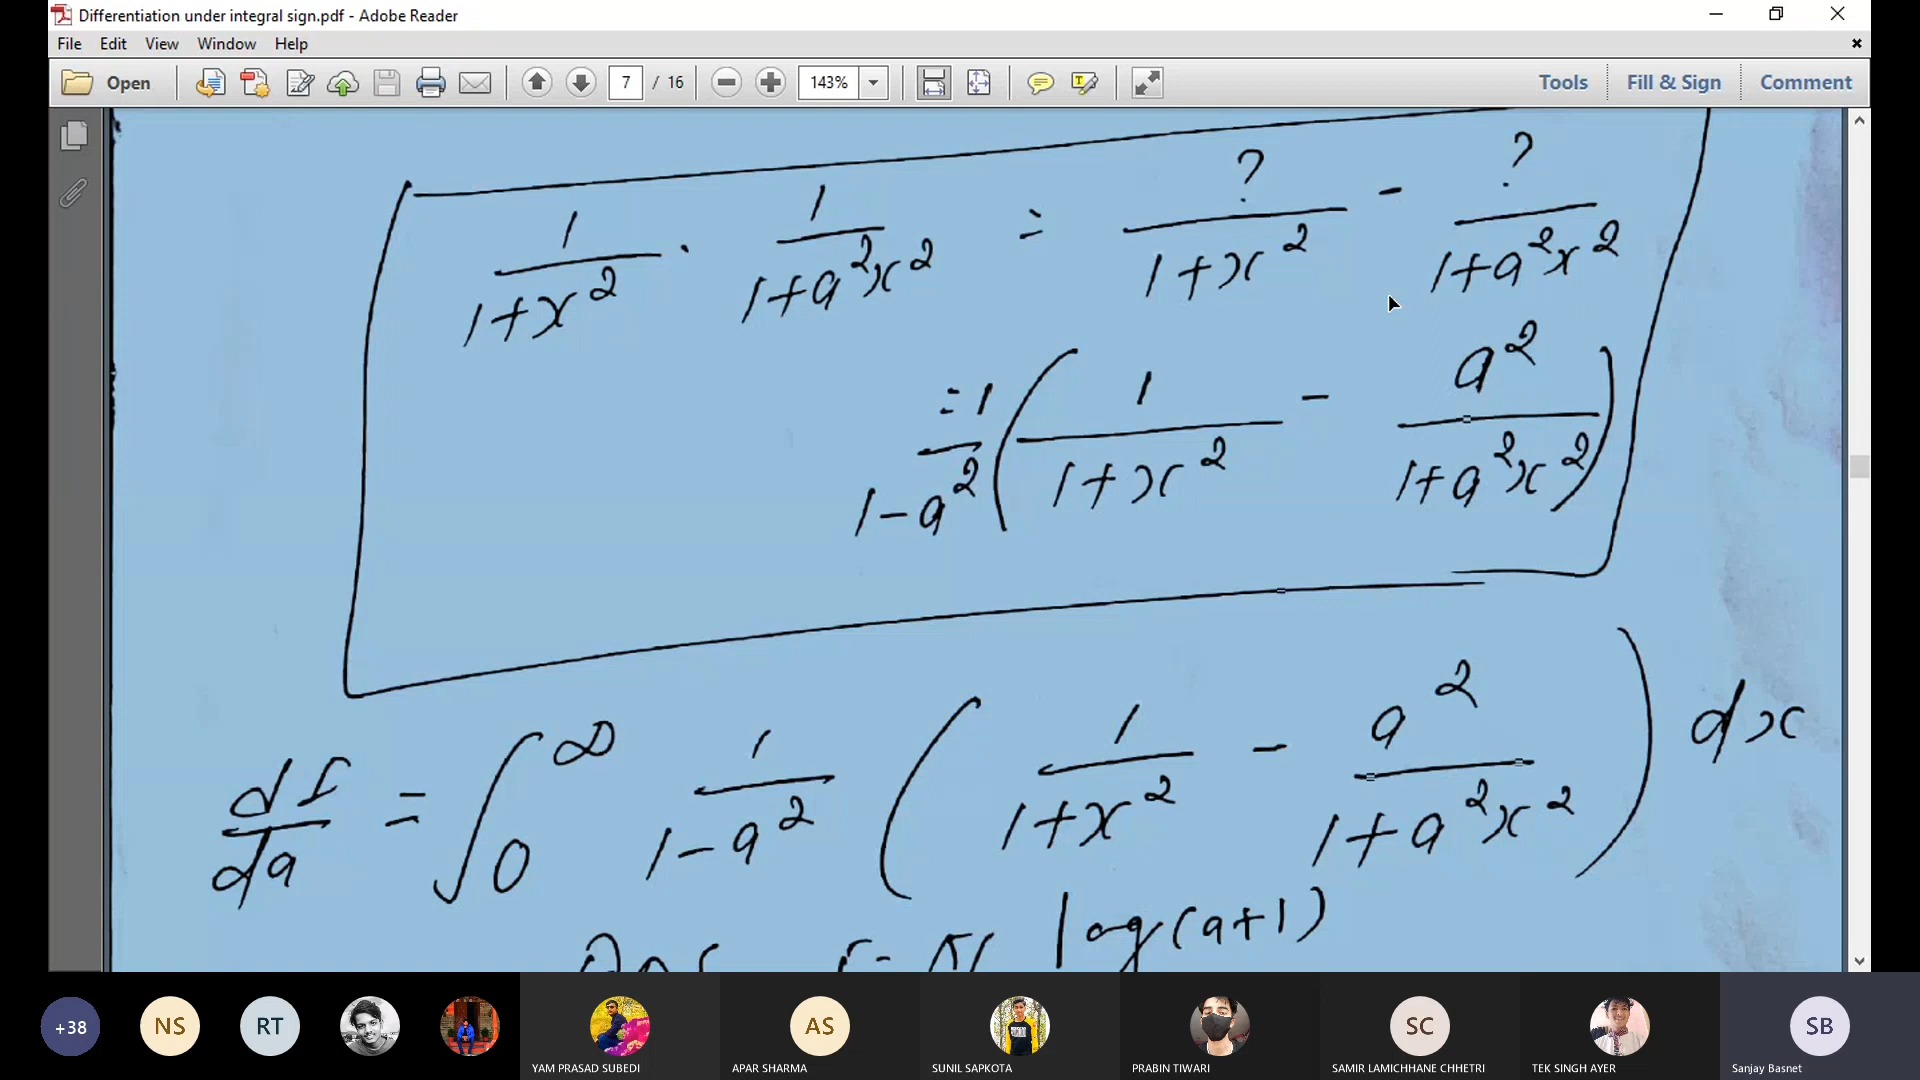 Differentiation under integral sign.pdf - Adobe Reader
File Edit View Window Help
Open 7 / 16 143% Tools Fill & Sign Comment
1/(1+x²) · 1/(1+a²x²) = ?/(1+x²) - ?/(1+a²x²)
= 1/(1-a²) ( 1/(1+x²) - a²/(1+a²x²) )
dI/da = ∫₀^∞ 1/(1-a²) ( 1/(1+x²) - a²/(1+a²x²) ) dx
log(a+1)
+38 NS RT AS SC SB
YAM PRASAD SUBEDI APAR SHARMA SUNIL SAPKOTA PRABIN TIWARI SAMIR LAMICHHANE CHHETRI TEK SINGH AYER Sanjay Basnet